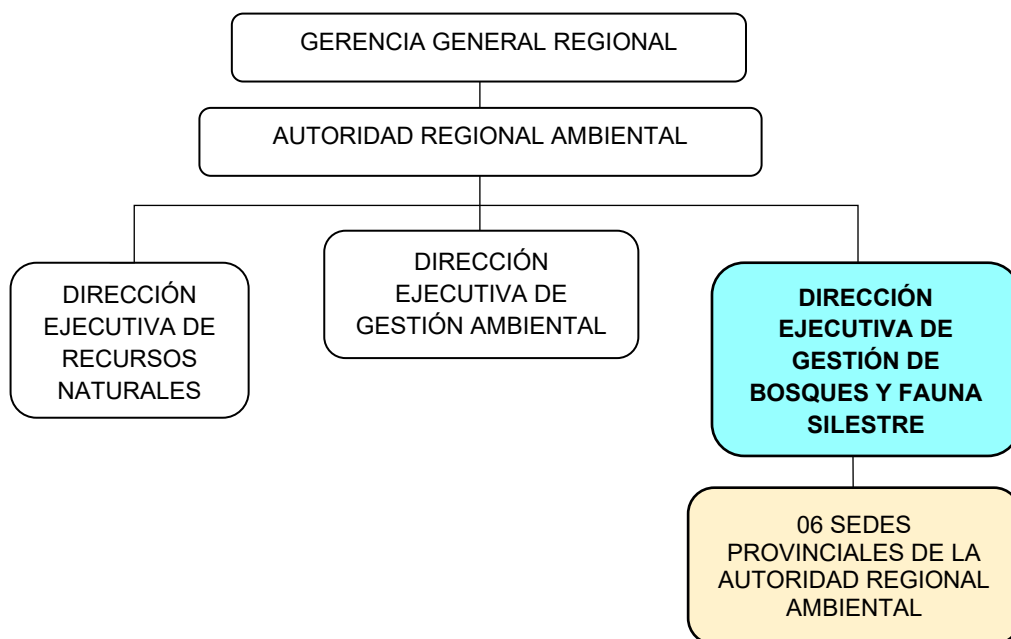 GERENCIA GENERAL REGIONAL
AUTORIDAD REGIONAL AMBIENTAL
DIRECCIÓN
EJECUTIVA DE
RECURSOS
NATURALES
DIRECCIÓN
EJECUTIVA DE
GESTIÓN AMBIENTAL
DIRECCIÓN
EJECUTIVA DE
GESTIÓN DE
BOSQUES Y FAUNA
SILESTRE
06 SEDES
PROVINCIALES DE LA
AUTORIDAD REGIONAL
AMBIENTAL